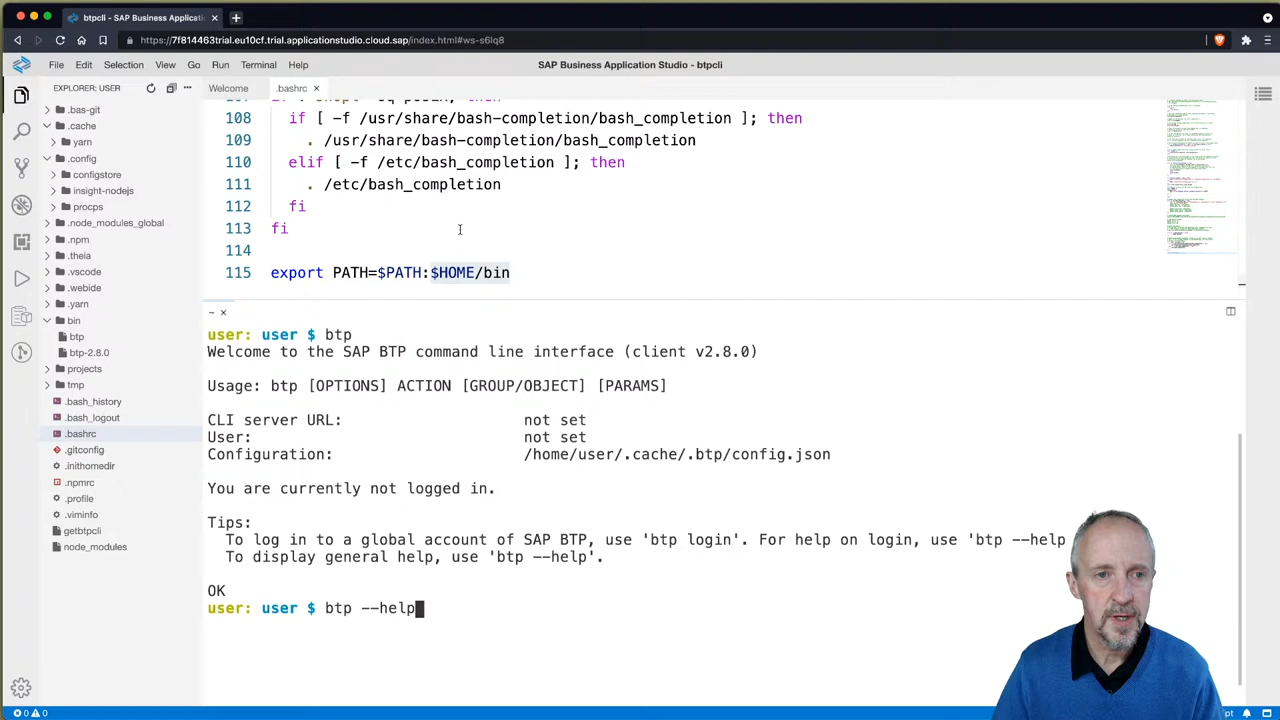 btpcli - SAP Business Applicatio
https://7f814463trial.eu10cf.trial.applicationstudio.cloud.sap/index.html#ws-s6lq8
File Edit Selection View Go Run Terminal Help
SAP Business Application Studio - btpcli
EXPLORER: USER
Welcome
.bashrc
.bas-git
.cache
yarn
.config
configstore
insight-nodejs
procps
.node_modules_global
.npm
.theia
.vscode
.webide
.yarn
bin
btp
btp-2.8.0
projects
tmp
.bash_history
.bash_logout
.bashrc
.gitconfig
.inithomedir
.npmrc
.profile
.viminfo
getbtpcli
node_modules
108 if [ -f /usr/share/bash-completion/bash_completion ]; then
109 . /usr/share/bash-completion/bash_completion
110 elif [ -f /etc/bash_completion ]; then
111 . /etc/bash_completion
112 fi
113 fi
114
115 export PATH=$PATH:$HOME/bin
~
user: user $ btp
Welcome to the SAP BTP command line interface (client v2.8.0)
Usage: btp [OPTIONS] ACTION [GROUP/OBJECT] [PARAMS]
CLI server URL: not set
User: not set
Configuration: /home/user/.cache/.btp/config.json
You are currently not logged in.
Tips:
To log in to a global account of SAP BTP, use 'btp login'. For help on login, use 'btp --help
To display general help, use 'btp --help'.
OK
user: user $ btp --help
0 0